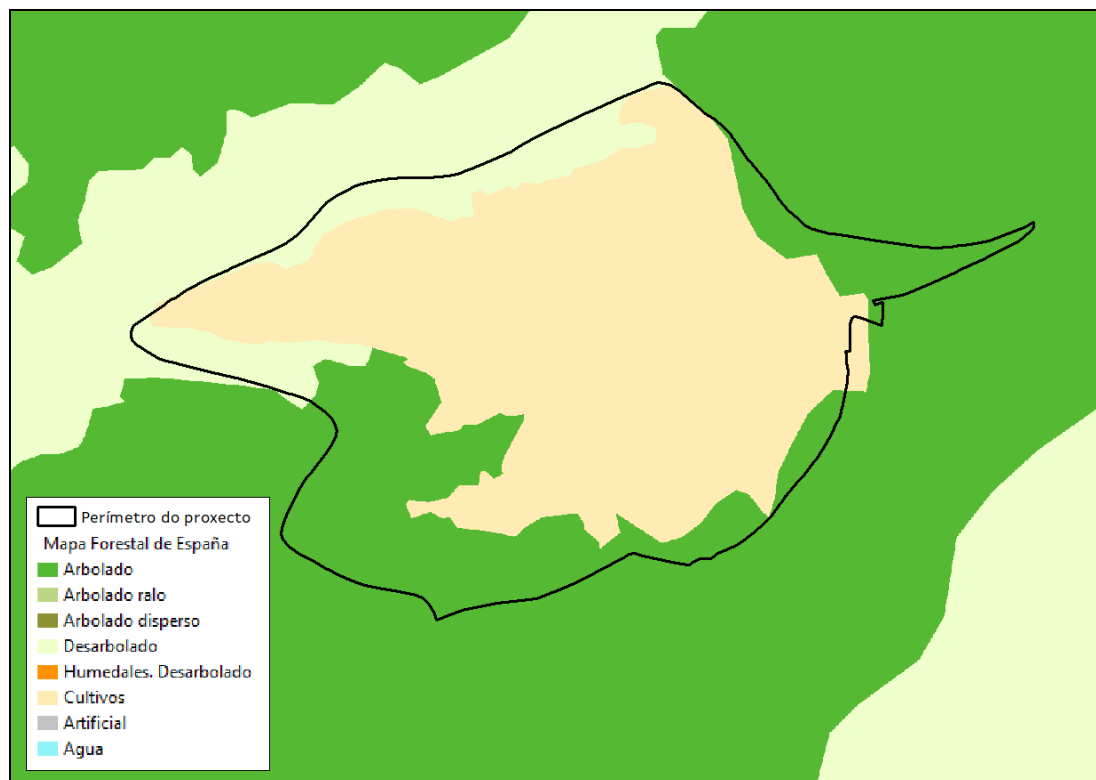 Perímetro do proxecto
Mapa Forestal de España
Arbolado
Arbolado ralo
Arbolado disperso
Desarbolado
Humedales. Desarbolado
Cultivos
Artificial
Agua